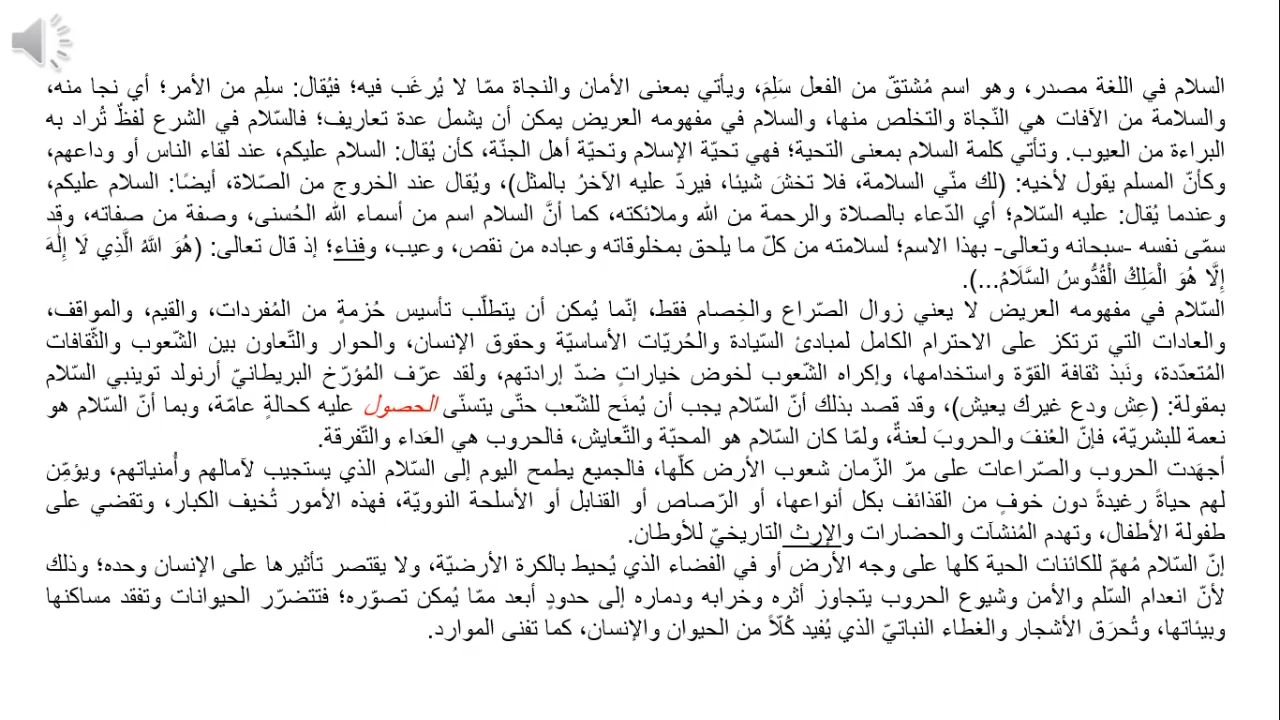 السلام في اللغة مصدر، وهو اسم مُشتقّ من الفعل سَلِمَ، ويأتي بمعنى الأمان والنجاة ممّا لا يُرغَب فيه؛ فيُقال: سلِم من الأمر؛ أي نجا منه،
والسلامة من الآفات هي النّجاة والتخلص منها، والسلام في مفهومه العريض يمكن أن يشمل عدة تعاريف؛ فالسّلام في الشرع لفظٌ تُراد به
البراءة من العيوب. وتأتي كلمة السلام بمعنى التحية؛ فهي تحيّة الإسلام وتحيّة أهل الجنّة، كأن يُقال: السلام عليكم، عند لقاء الناس أو وداعهم،
وكأنّ المسلم يقول لأخيه: (لك منّي السلامة، فلا تخشَ شيئا، فيردّ عليه الآخرُ بالمثل)، ويُقال عند الخروج من الصّلاة، أيضًا: السلام عليكم،
وعندما يُقال: عليه السّلام؛ أي الدّعاء بالصلاة والرحمة من الله وملائكته، كما أنَّ السلام اسم من أسماء الله الحُسنى، وصفة من صفاته، وقد
سمّى نفسه -سبحانه وتعالى- بهذا الاسم؛ لسلامته من كلّ ما يلحق بمخلوقاته وعباده من نقص، وعيب، وفناء؛ إذ قال تعالى: (هُوَ اللَّهُ الَّذِي لَا إِلَٰهَ
إِلَّا هُوَ الْمَلِكُ الْقُدُّوسُ السَّلَامُ...).
السّلام في مفهومه العريض لا يعني زوال الصّراع والخِصام فقط، إنّما يُمكن أن يتطلّب تأسيس حُزمةٍ من المُفردات، والقيم، والمواقف،
والعادات التي ترتكز على الاحترام الكامل لمبادئ السّيادة والحُريّات الأساسيّة وحقوق الإنسان، والحوار والتّعاون بين الشّعوب والثّقافات
المُتعدّدة، ونَبذ ثقافة القوّة واستخدامها، وإكراه الشّعوب لخوض خياراتٍ ضدّ إرادتهم، ولقد عرّف المُؤرّخ البريطانيّ أرنولد توينبي السّلام
بمقولة: (عِش ودع غيرك يعيش)، وقد قصد بذلك أنّ السّلام يجب أن يُمنَح للشّعب حتّى يتسنّى الحصول عليه كحالةٍ عامّة، وبما أنّ السّلام هو
نعمة للبشريّة، فإنّ العُنفَ والحروبَ لعنةٌ، ولمّا كان السّلام هو المحبّة والتّعايش، فالحروب هي العَداء والتّفرقة.
أجهَدت الحروب والصّراعات على مرّ الزّمان شعوب الأرض كلّها، فالجميع يطمح اليوم إلى السّلام الذي يستجيب لآمالهم وأُمنياتهم، ويؤمِّن
لهم حياةً رغيدةً دون خوفٍ من القذائف بكل أنواعها، أو الرّصاص أو القنابل أو الأسلحة النوويّة، فهذه الأمور تُخيف الكبار، وتقضي على
طفولة الأطفال، وتهدم المُنشآت والحضارات والإرث التاريخيّ للأوطان.
إنّ السّلام مُهمّ للكائنات الحية كلها على وجه الأرض أو في الفضاء الذي يُحيط بالكرة الأرضيّة، ولا يقتصر تأثيرها على الإنسان وحده؛ وذلك
لأنّ انعدام السّلم والأمن وشيوع الحروب يتجاوز أثره وخرابه ودماره إلى حدودٍ أبعد ممّا يُمكن تصوّره؛ فتتضرّر الحيوانات وتفقد مساكنها
وبيئاتها، وتُحرَق الأشجار والغطاء النباتيّ الذي يُفيد كُلّاً من الحيوان والإنسان، كما تفنى الموارد.